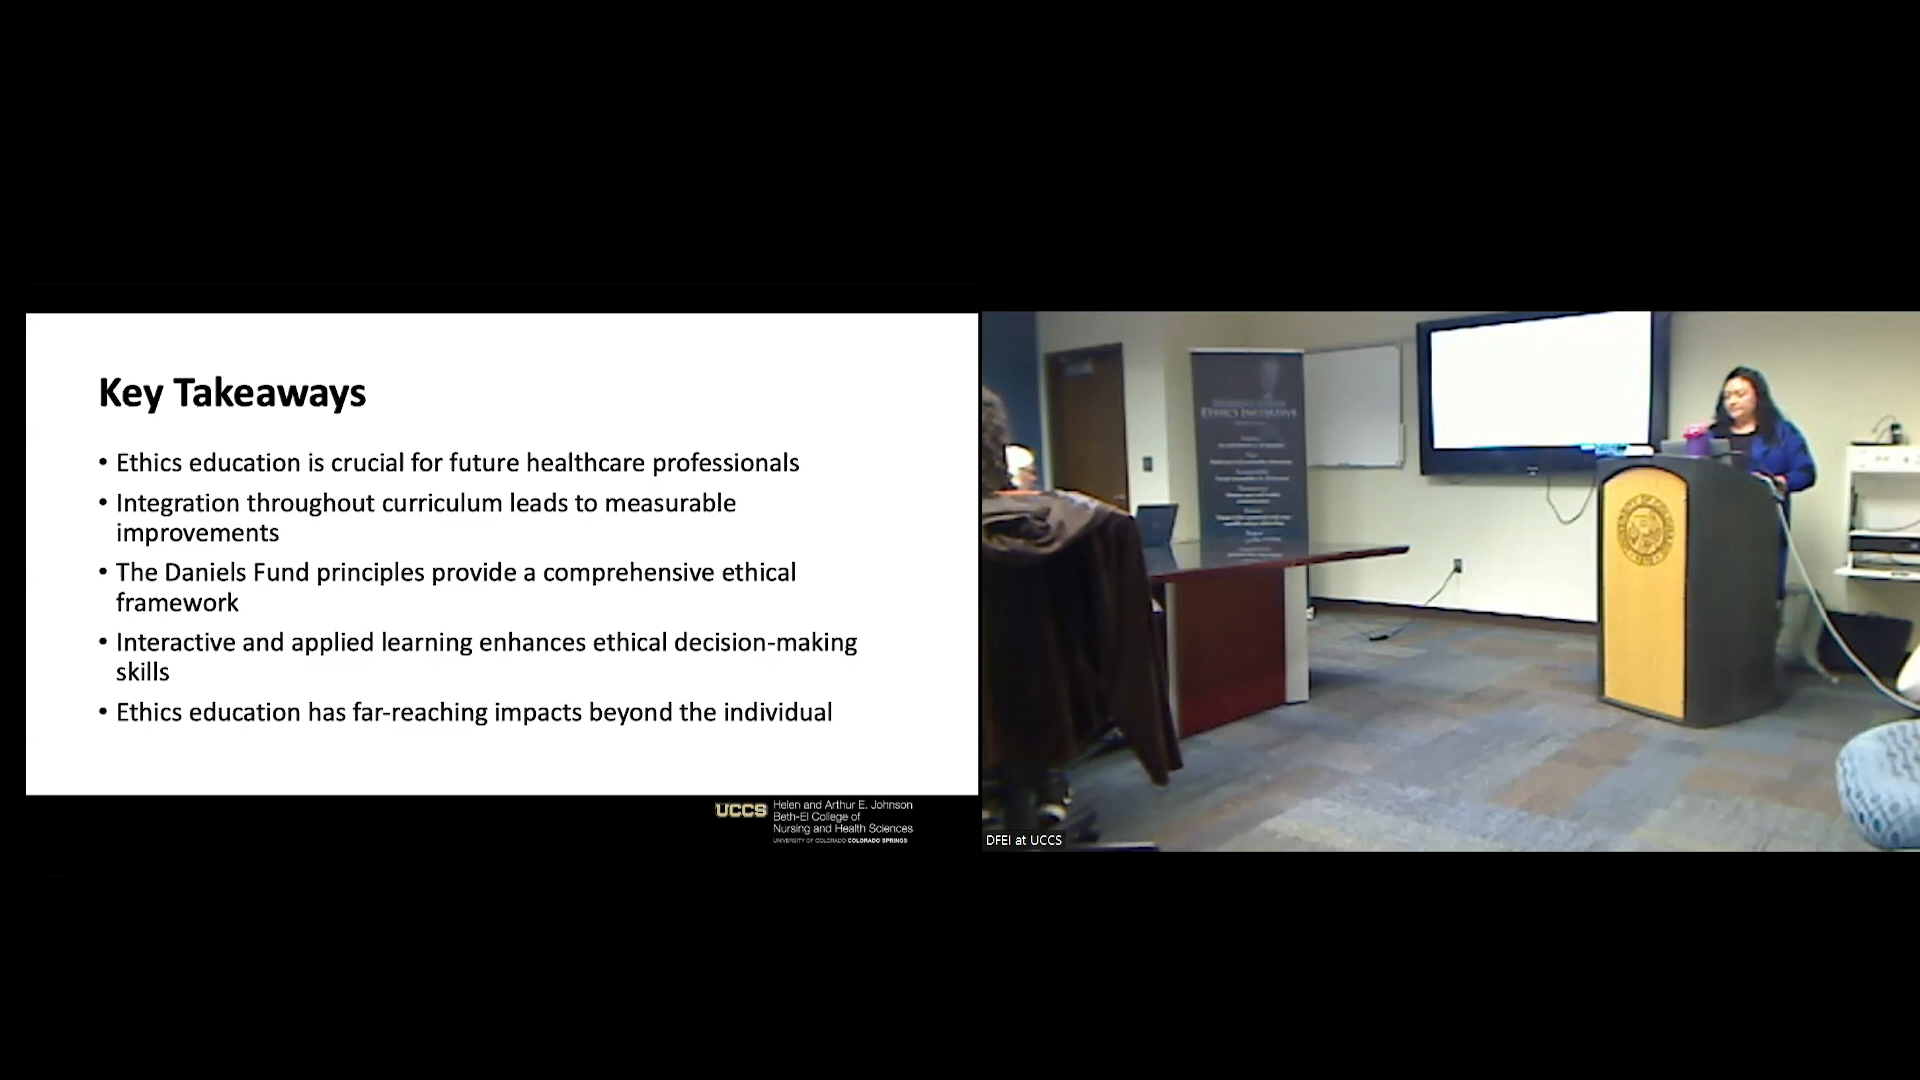 Key Takeaways
• Ethics education is crucial for future healthcare professionals
• Integration throughout curriculum leads to measurable
improvements
• The Daniels Fund principles provide a comprehensive ethical
framework
• Interactive and applied learning enhances ethical decision-making
skills
• Ethics education has far-reaching impacts beyond the individual
UCCS
Helen and Arthur E. Johnson
Beth-El College of
Nursing and Health Sciences
UNIVERSITY OF COLORADO COLORADO SPRINGS
ETHICS INITIATIVE
DFEI at UCCS